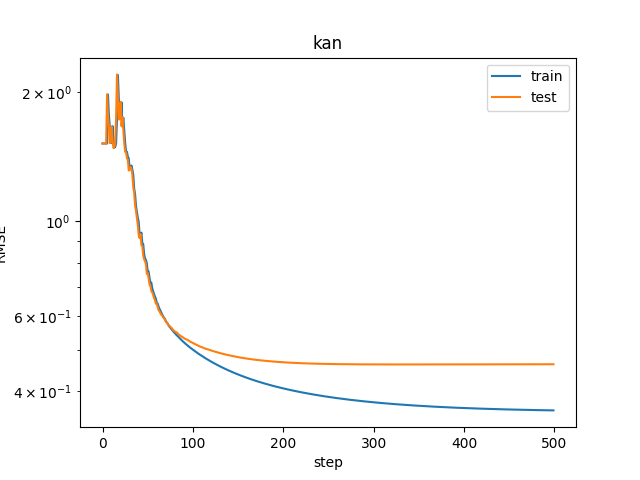 kan
train
test
2 × 10⁰
10⁰
6 × 10⁻¹
4 × 10⁻¹
RMSE
0 100 200 300 400 500
step